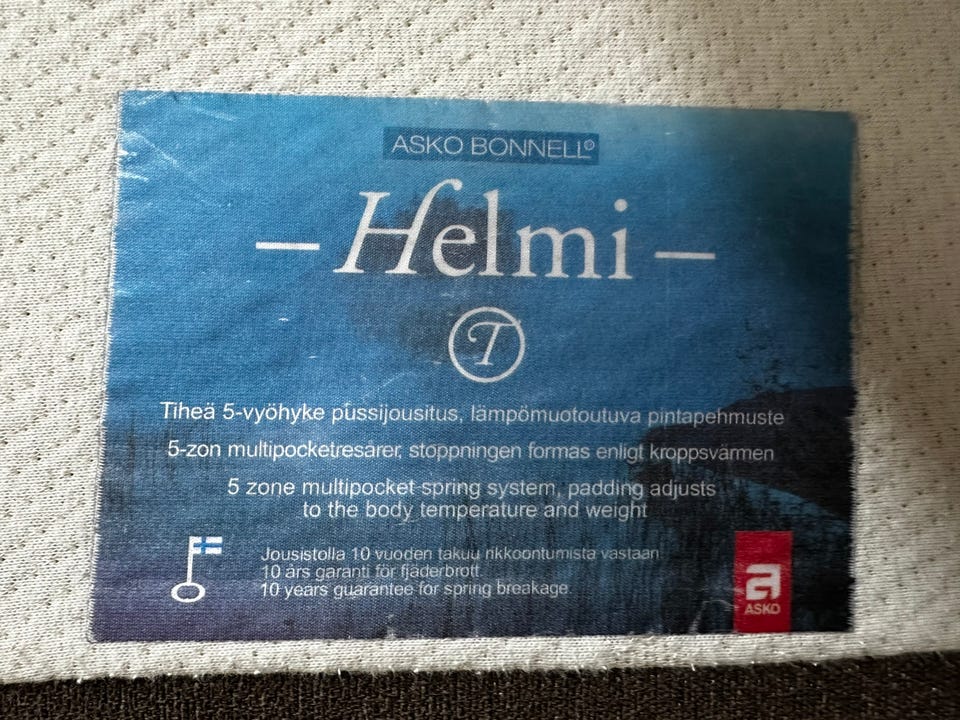 ASKO BONNELL®
— Helmi —
T
Tiheä 5-vyöhyke pussijousitus, lämpömuotoutuva pintapehmuste
5-zon multipocketresårer, stoppningen formas enligt kroppsvärmen
5 zone multipocket spring system, padding adjusts
to the body temperature and weight
Jousistolla 10 vuoden takuu rikkoontumista vastaan
10 års garanti för fjäderbrott
10 years guarantee for spring breakage.
a
ASKO